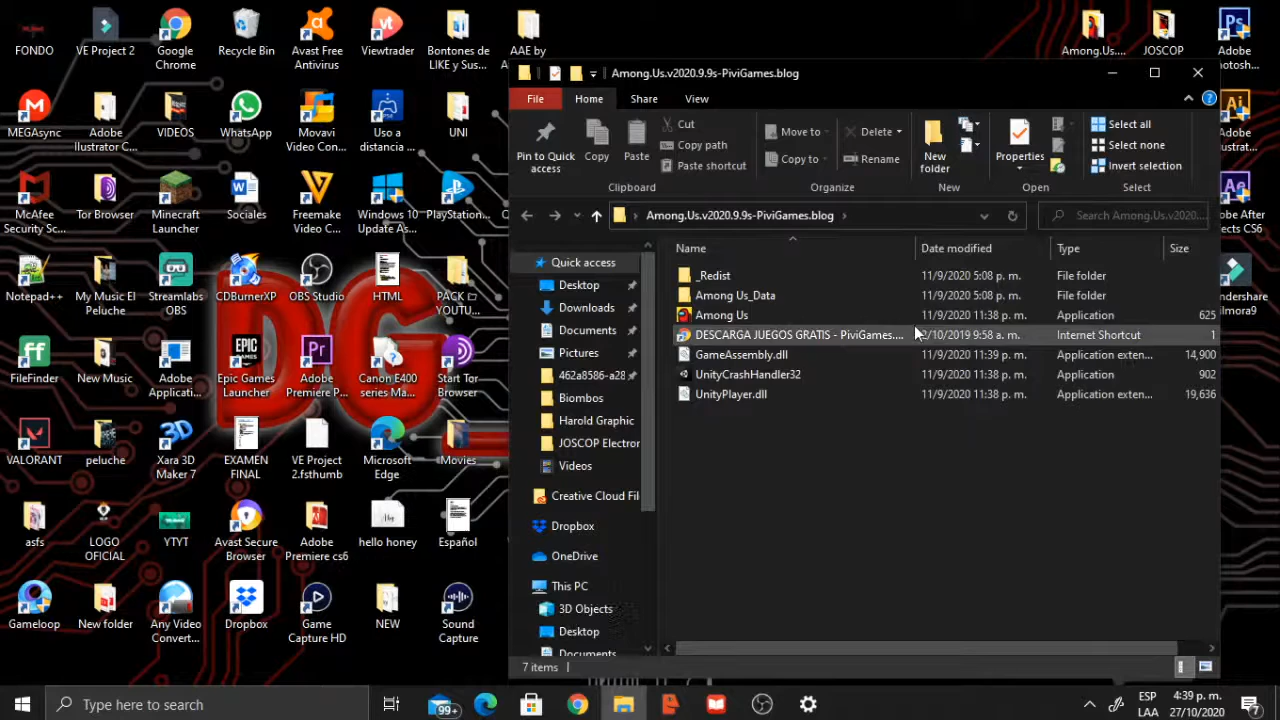 FONDO
VE Project 2
Google
Chrome
Recycle Bin
Avast Free
Antivirus
Viewtrader
Bontones de
LIKE y Sus...
AAE by
Among.Us....
JOSCOP
Adobe
Ps
MEGAsync
Adobe
Illustrator C...
VIDEOS
WhatsApp
Movavi
Video Con...
Uso a
distancia ...
UNI
Ai
Adobe
McAfee
Security Sc...
Tor Browser
Minecraft
Launcher
Sociales
Freemake
Video C...
Windows 10
Update As...
PlayStation...
Ae
Notepad++
My Music El
Peluche
Streamlabs
OBS
CDBurnerXP
OBS Studio
HTML
PACK
YOUTU...
FileFinder
New Music
Adobe
Applicati...
Epic Games
Launcher
Adobe
Premiere P...
Canon E400
series Ma...
Start Tor
Browser
VALORANT
peluche
Xara 3D
Maker 7
EXAMEN
FINAL
VE Project
2.fsthumb
Microsoft
Edge
Movies
asfs
LOGO
OFICIAL
YTYT
Avast Secure
Browser
Adobe
Premiere cs6
hello honey
Español
Gameloop
New folder
Any Video
Convert...
Dropbox
Game
Capture HD
NEW
Sound
Capture
DG
Among.Us.v2020.9.9s-PiviGames.blog
File
Home
Share
View
Pin to Quick
access
Copy
Paste
Cut
Copy path
Paste shortcut
Clipboard
Move to
Copy to
Delete
Rename
Organize
New
folder
New
Properties
Open
Select all
Select none
Invert selection
Select
Among.Us.v2020.9.9s-PiviGames.blog
Search Among.Us.v2020....
Quick access
Desktop
Downloads
Documents
Pictures
462a8586-a28
Biombos
Harold Graphic
JOSCOP Electror
Videos
Creative Cloud Fil
Dropbox
OneDrive
This PC
3D Objects
Desktop
Documents
Name Date modified Type Size
_Redist 11/9/2020 5:08 p. m. File folder
Among Us_Data 11/9/2020 5:08 p. m. File folder
Among Us 11/9/2020 11:38 p. m. Application 625
DESCARGA JUEGOS GRATIS - PiviGames.... 2/10/2019 9:58 a. m. Internet Shortcut 1
GameAssembly.dll 11/9/2020 11:39 p. m. Application exten... 14,900
UnityCrashHandler32 11/9/2020 11:38 p. m. Application 902
UnityPlayer.dll 11/9/2020 11:38 p. m. Application exten... 19,636
7 items
Type here to search
99+
ESP
LAA
4:39 p. m.
27/10/2020
7